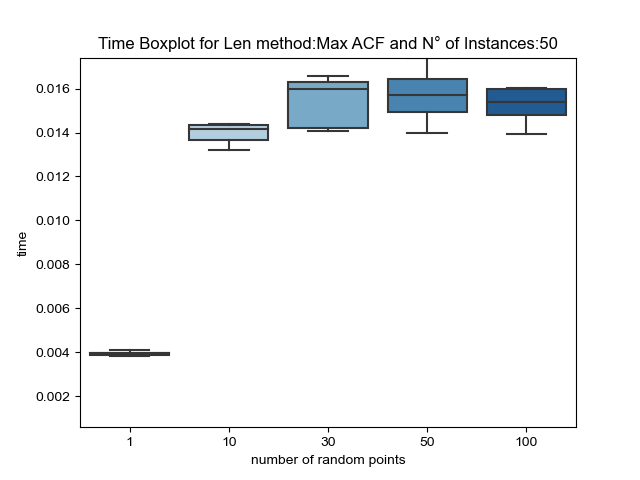 Time Boxplot for Len method:Max ACF and N° of Instances:50
0.016
0.014
0.012
0.010
0.008
0.006
0.004
0.002
time
1 10 30 50 100
number of random points